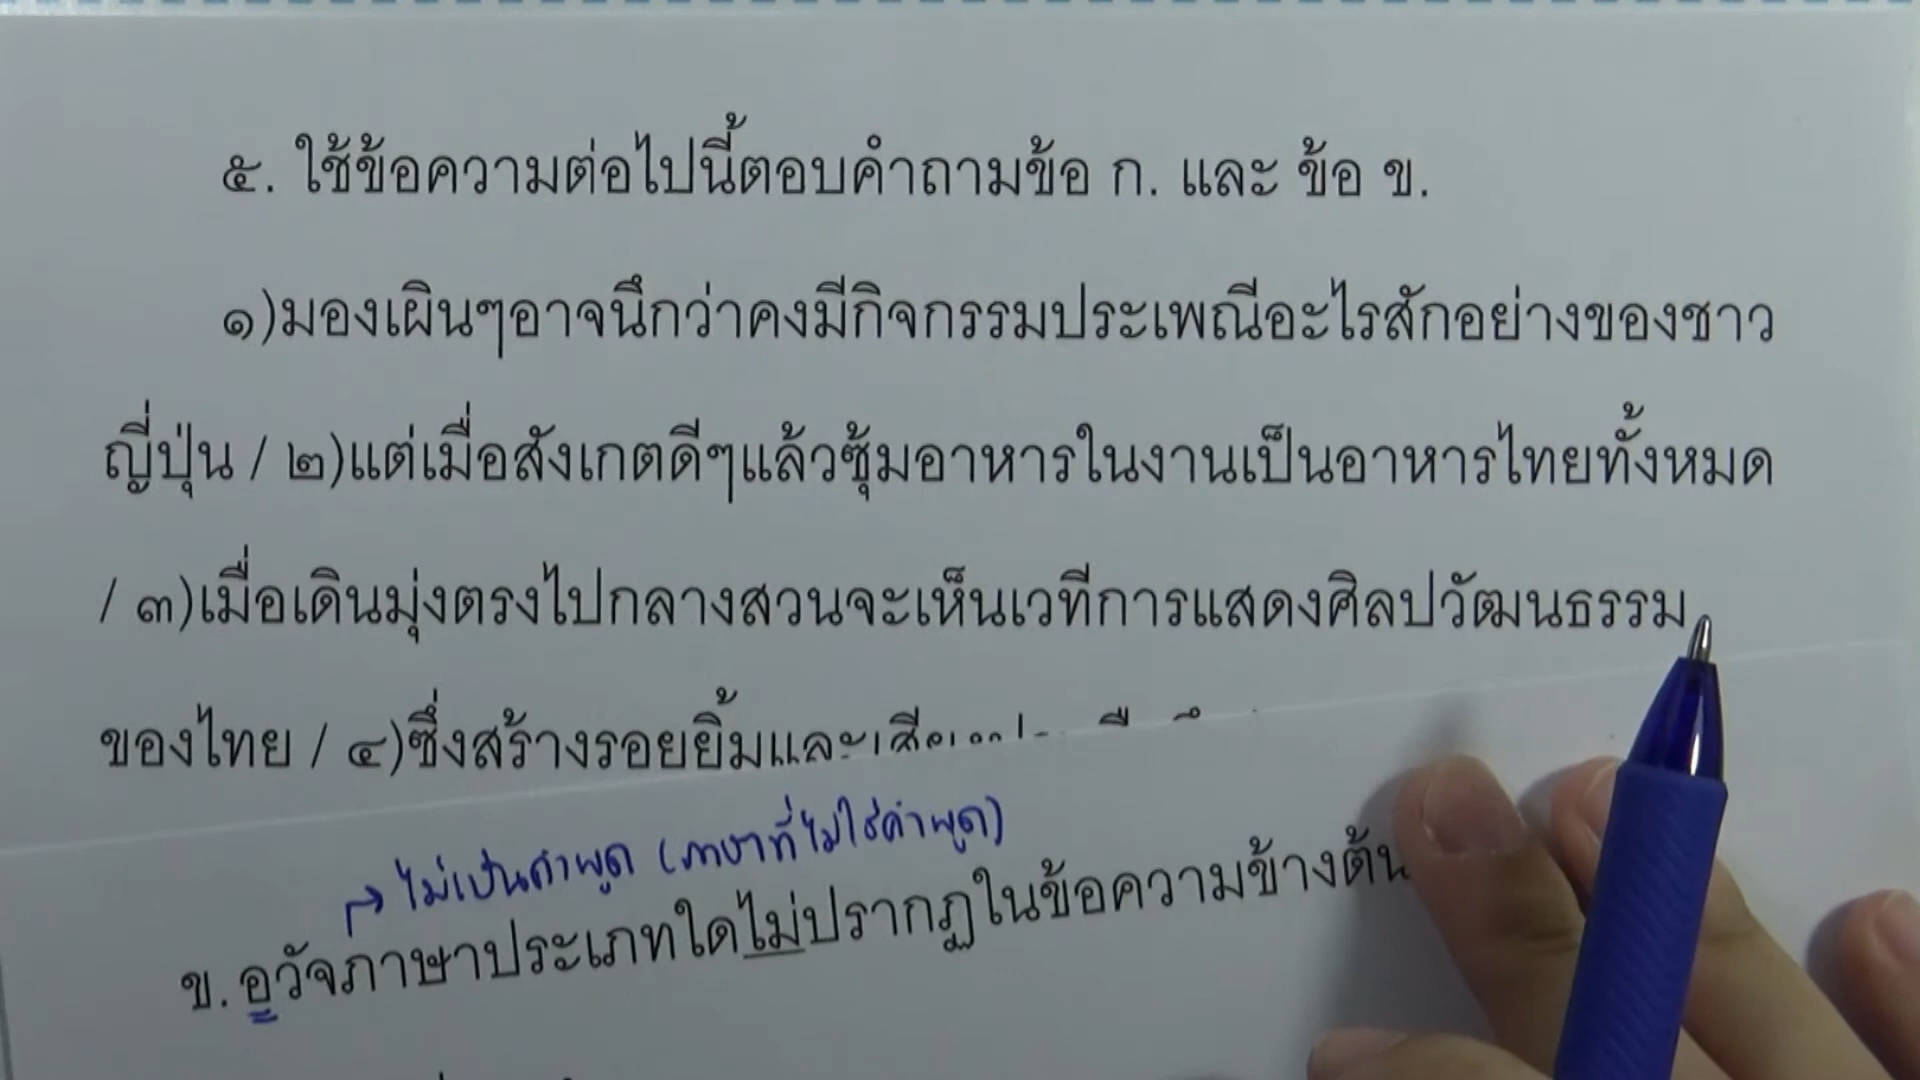 ๕. ใช้ข้อความต่อไปนี้ตอบคำถามข้อ ก. และ ข้อ ข.
๑)มองเผินๆอาจนึกว่าคงมีกิจกรรมประเพณีอะไรสักอย่างของชาว
ญี่ปุ่น / ๒)แต่เมื่อสังเกตดีๆแล้วซุ้มอาหารในงานเป็นอาหารไทยทั้งหมด
/ ๓)เมื่อเดินมุ่งตรงไปกลางสวนจะเห็นเวทีการแสดงศิลปวัฒนธรรม
ของไทย / ๔)ซึ่งสร้างรอยยิ้มและ
→ ไม่เป็นคำพูด (ภาษาที่ไม่ใช่คำพูด)
ข. อวัจภาษาประเภทใดไม่ปรากฏในข้อความข้างต้น